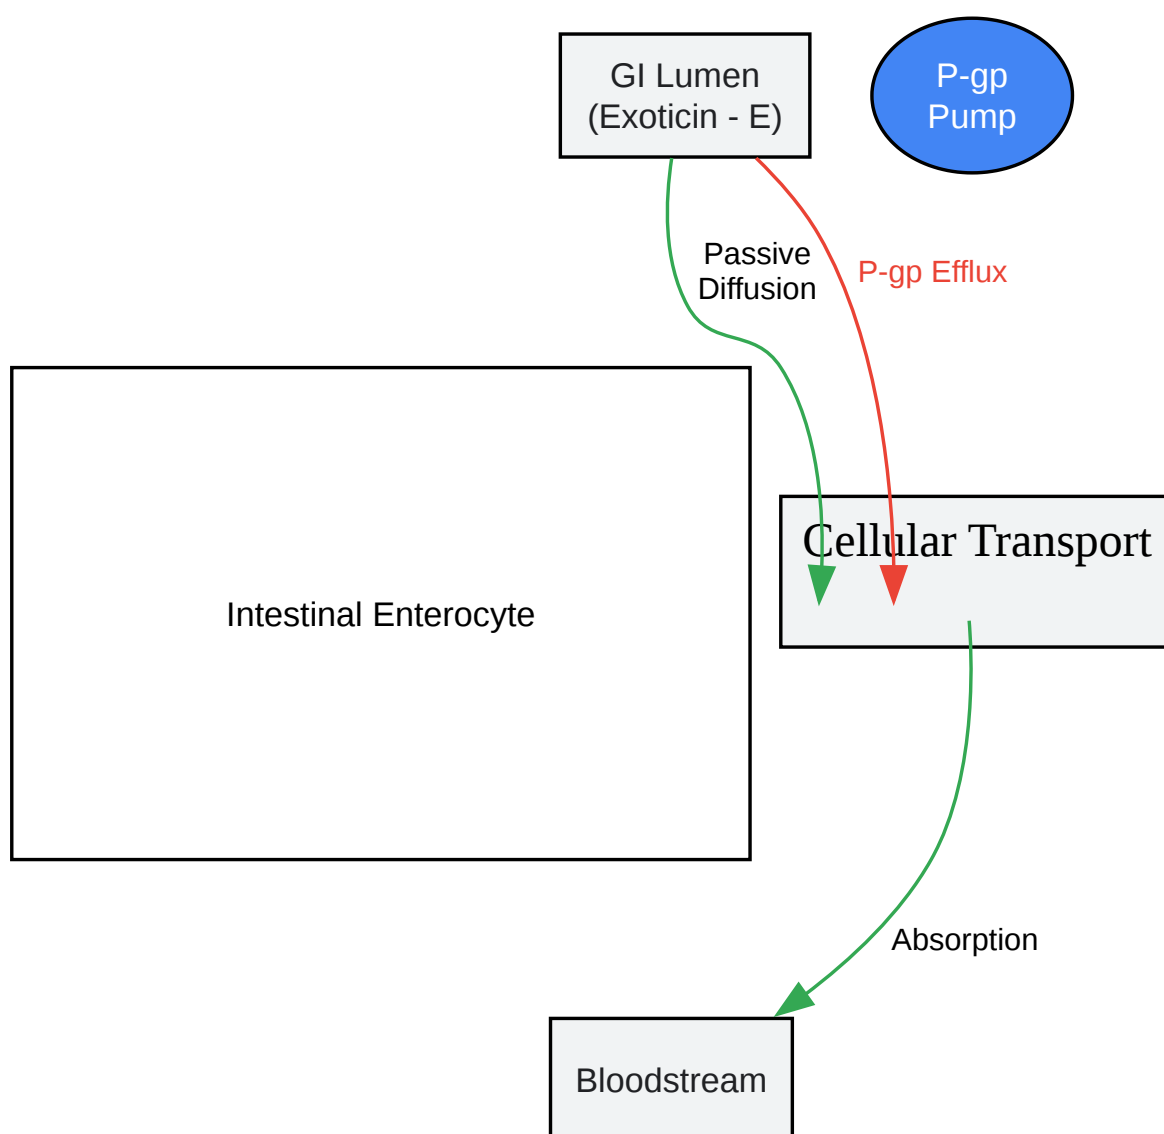 GI Lumen
(Exoticin - E)
P-gp
Pump
Passive
Diffusion
P-gp Efflux
Cellular Transport
Intestinal Enterocyte
Absorption
Bloodstream